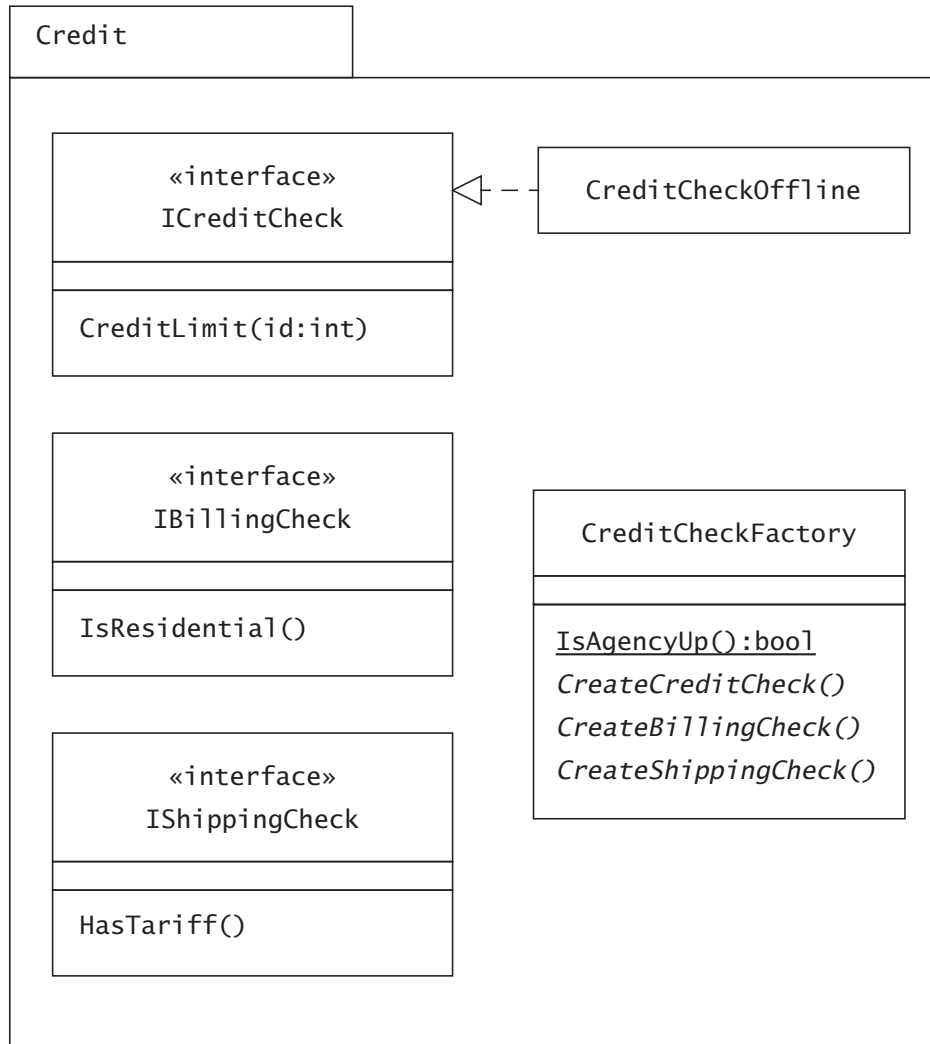 Credit
«interface»
ICreditCheck
CreditLimit(id:int)
CreditCheckOffline
«interface»
IBillingCheck
IsResidential()
CreditCheckFactory
IsAgencyUp():bool
CreateCreditCheck()
CreateBillingCheck()
CreateShippingCheck()
«interface»
IShippingCheck
HasTariff()